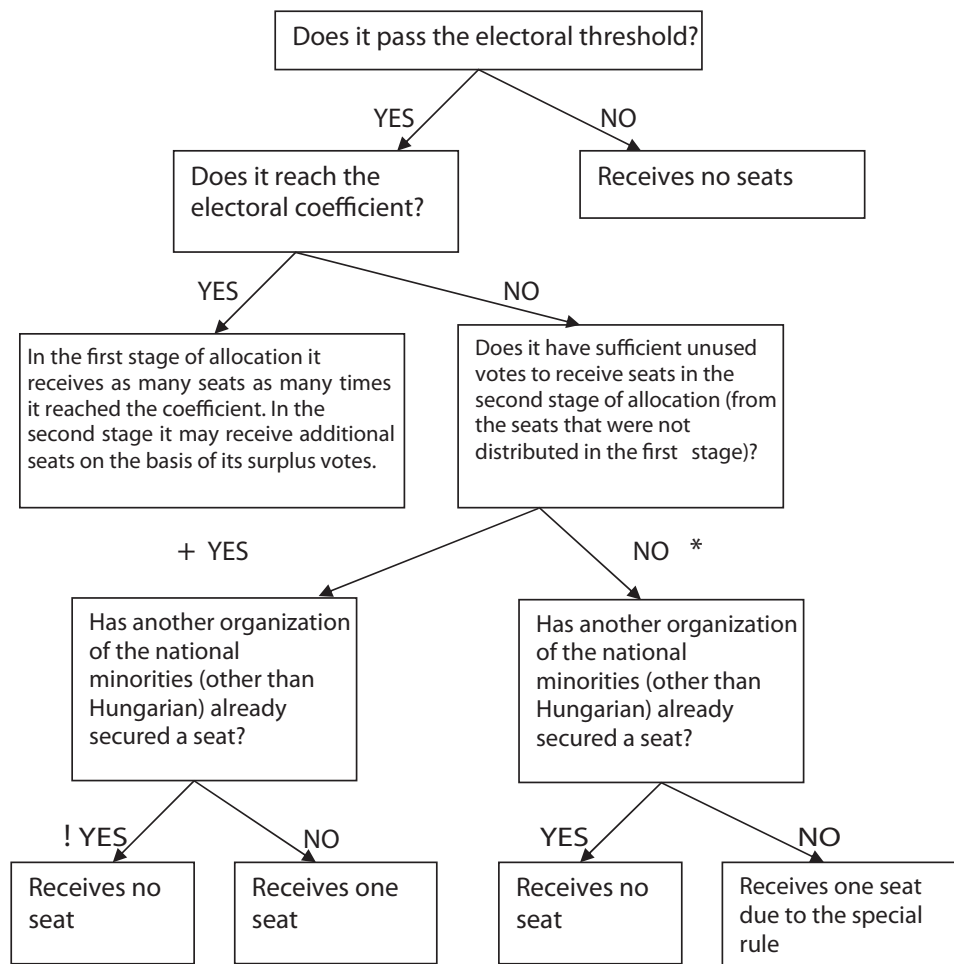 Does it pass the electoral threshold?
YES
NO
Does it reach the
electoral coefficient?
Receives no seats
YES
NO
In the first stage of allocation it
receives as many seats as many times
it reached the coefficient. In the
second stage it may receive additional
seats on the basis of its surplus votes.
Does it have sufficient unused
votes to receive seats in the
second stage of allocation (from
the seats that were not
distributed in the first stage)?
+ YES
NO *
Has another organization
of the national
minorities (other than
Hungarian) already
secured a seat?
Has another organization
of the national
minorities (other than
Hungarian) already
secured a seat?
! YES
NO
YES
NO
Receives no
seat
Receives one
seat
Receives no
seat
Receives one seat
due to the special
rule